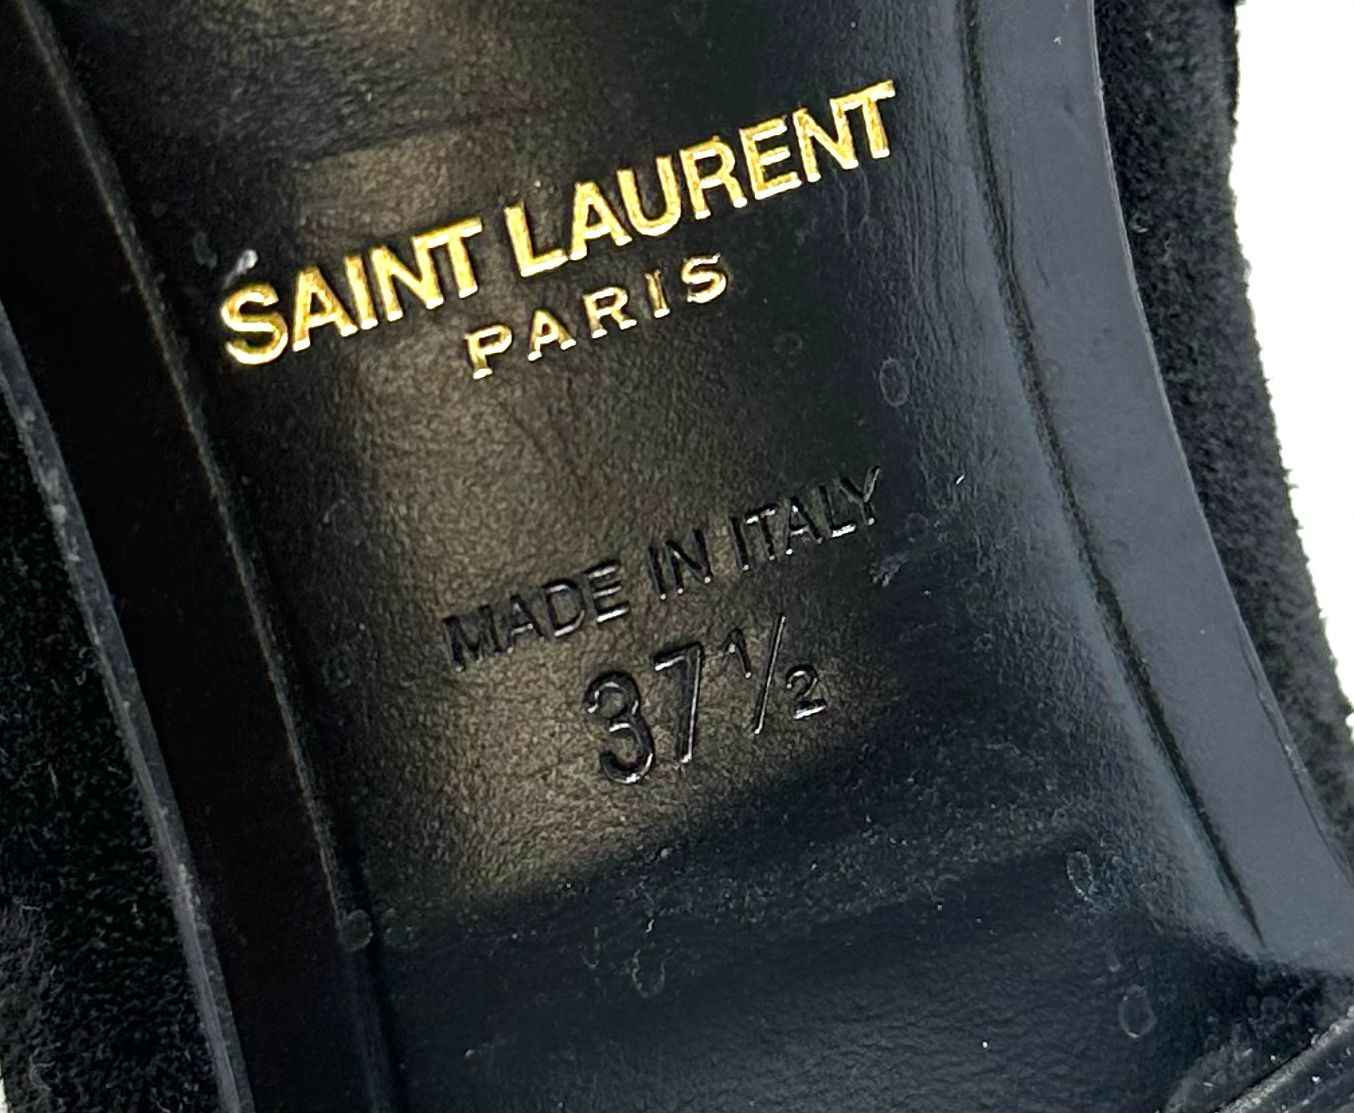 SAINT LAURENT
PARIS
MADE IN ITALY
37½